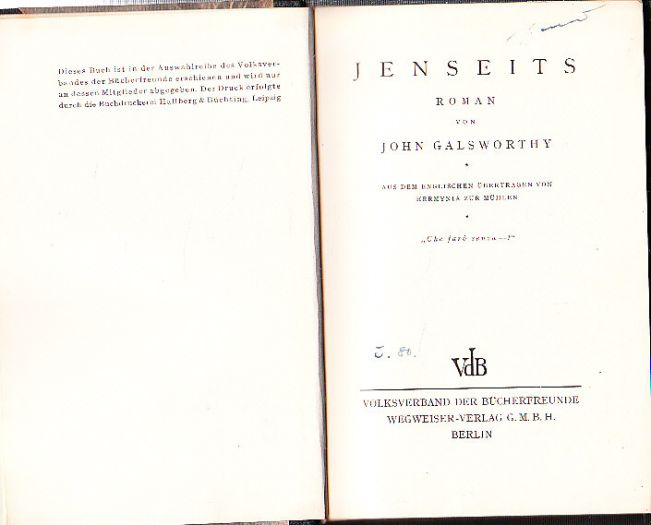 Dieses Buch ist in der Auswahlreihe des Volksver-
bandes der Bücherfreunde erschienen und wird nur
an dessen Mitglieder abgegeben. Der Druck erfolgte
durch die Buchdruckerei Hallberg & Büchting, Leipzig
JENSEITS
ROMAN
VON
JOHN GALSWORTHY
*
AUS DEM ENGLISCHEN ÜBERTRAGEN VON
HERMYNIA ZUR MÜHLEN
*
„Che farò senza—!“
80.
VdB
VOLKSVERBAND DER BÜCHERFREUNDE
WEGWEISER-VERLAG G.M.B.H.
BERLIN